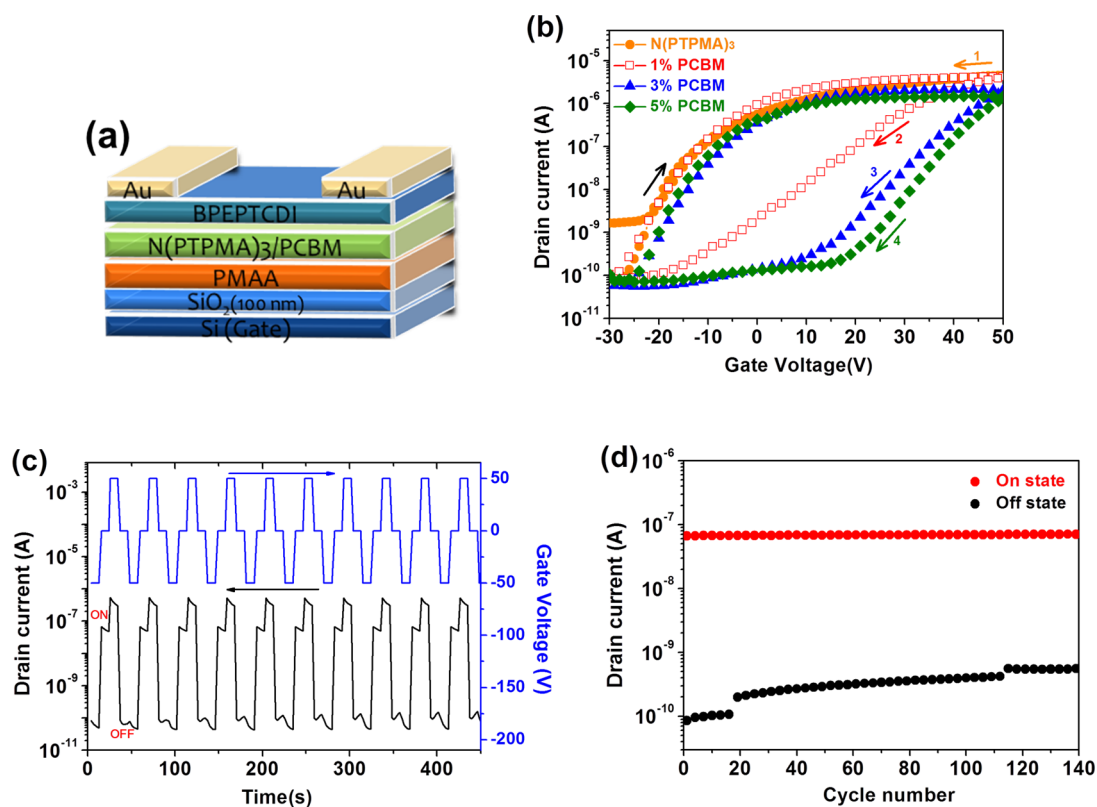 (a)
Au
Au
BPEPTCDI
N(PTPMA)₃/PCBM
PMAA
SiO₂(100 nm)
Si (Gate)
(b)
N(PTPMA)₃
1% PCBM
3% PCBM
5% PCBM
1
2
3
4
10⁻⁵
10⁻⁶
10⁻⁷
10⁻⁸
10⁻⁹
10⁻¹⁰
10⁻¹¹
Drain current (A)
-30 -20 -10 0 10 20 30 40 50
Gate Voltage(V)
(c)
10⁻³
10⁻⁵
10⁻⁷
10⁻⁹
10⁻¹¹
Drain current (A)
ON
OFF
50
0
-50
-100
-150
-200
Gate Voltage (V)
0 100 200 300 400
Time(s)
(d)
On state
Off state
10⁻⁶
10⁻⁷
10⁻⁸
10⁻⁹
10⁻¹⁰
Drain current (A)
0 20 40 60 80 100 120 140
Cycle number